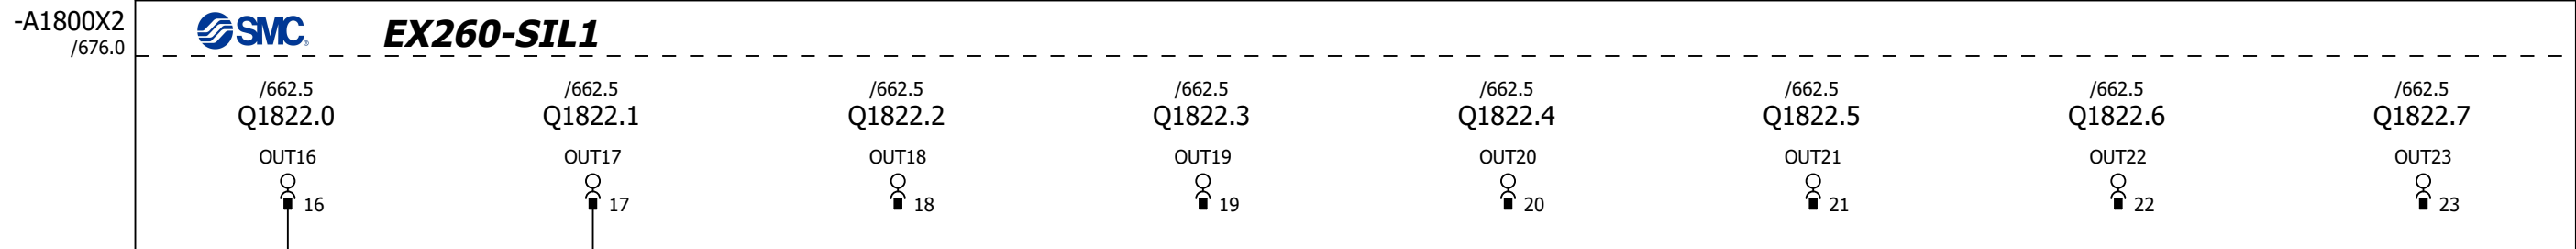 -A1800X2
/676.0
SMC
EX260-SIL1
/662.5 /662.5 /662.5 /662.5 /662.5 /662.5 /662.5 /662.5
Q1822.0 Q1822.1 Q1822.2 Q1822.3 Q1822.4 Q1822.5 Q1822.6 Q1822.7
OUT16 OUT17 OUT18 OUT19 OUT20 OUT21 OUT22 OUT23
16 17 18 19 20 21 22 23